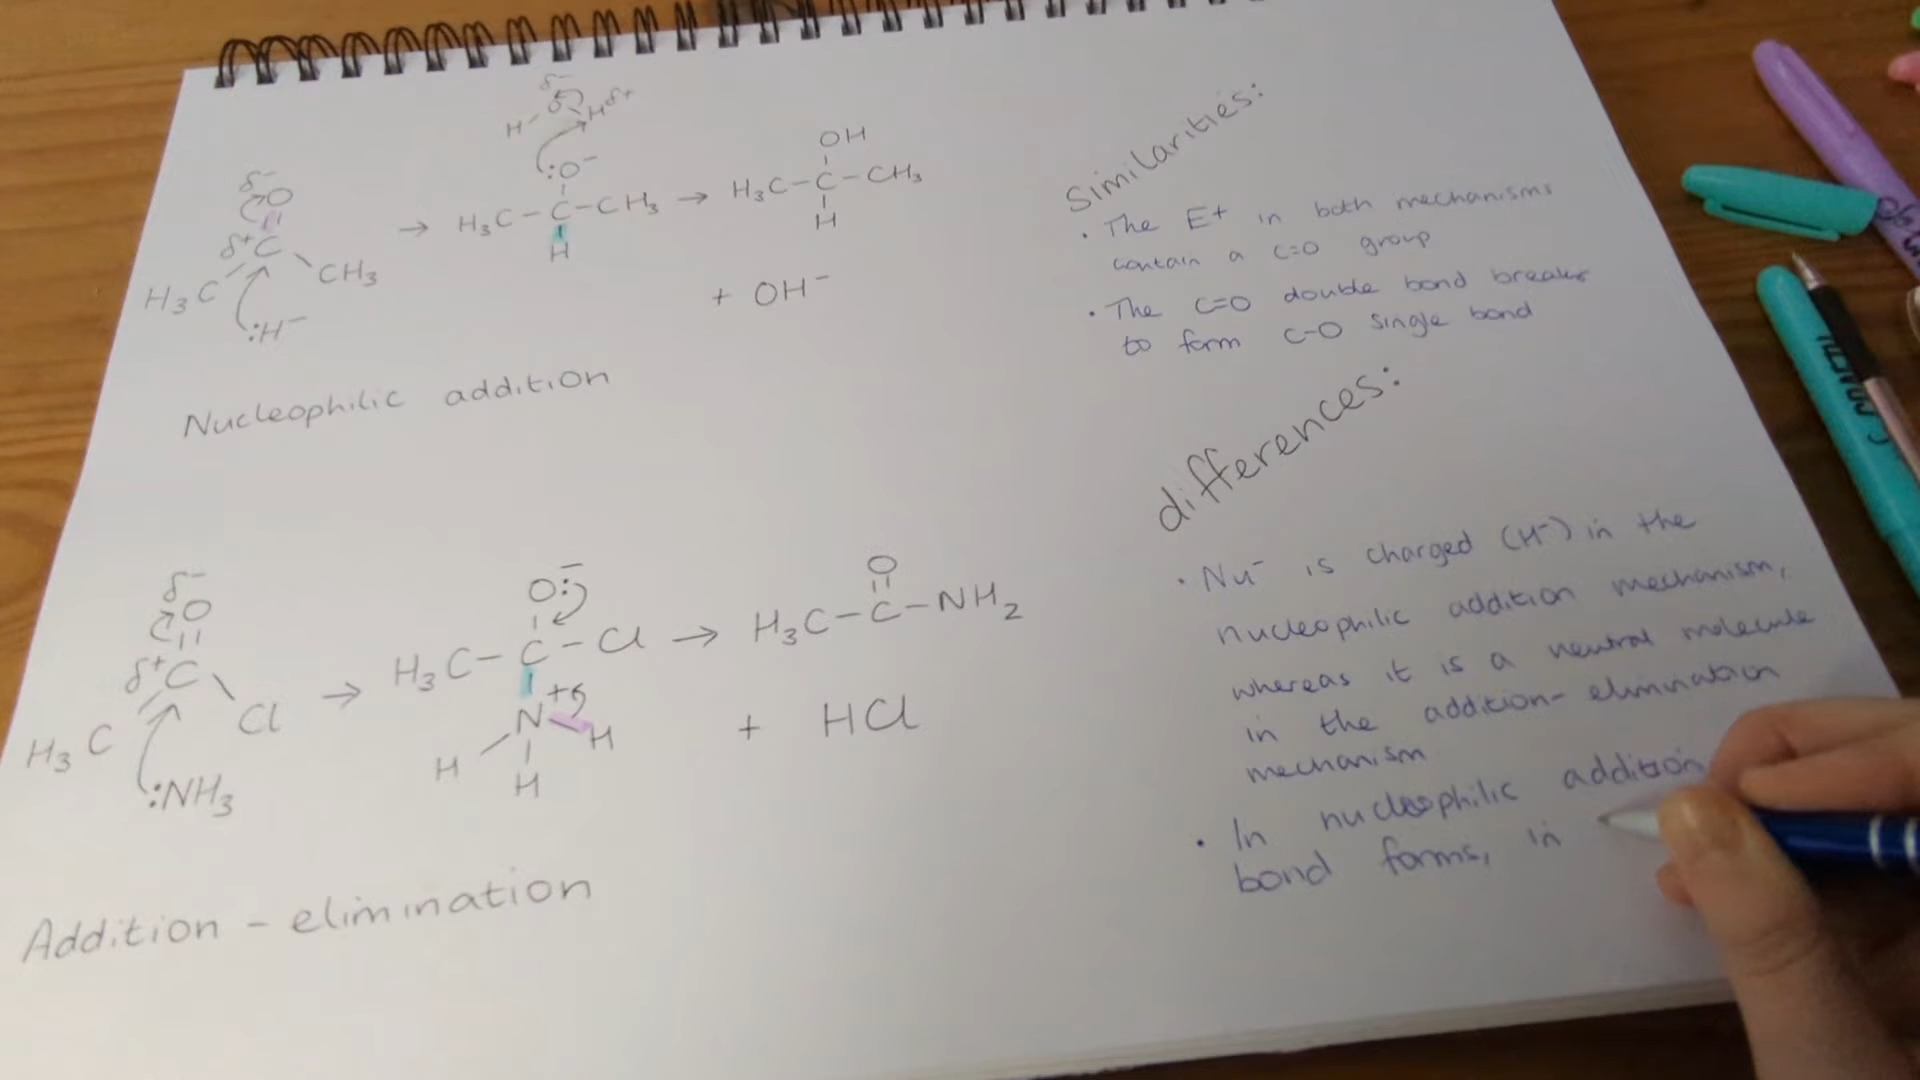 δ-
O
H
Hδ+
:O-
H₃C-C-CH₃
H
→
OH
H₃C-C-CH₃
H
+ OH-
δ-
O
δ+ C
H₃C
CH₃
:H-
→
Nucleophilic addition
δ-
O
δ+ C
H₃C
Cl
:NH₃
→
O:-
H₃C-C-Cl
N+
H
H
H
→
O
H₃C-C-NH₂
+ HCl
Addition - elimination
Similarities:
• The E+ in both mechanisms
contain a C=O group
• The C=O double bond breaks
to form C-O single bond
differences:
• Nu- is charged (H-) in the
nucleophilic addition mechanism,
whereas it is a neutral molecule
in the addition-elimination
mechanism
• In nucleophilic addition
bond forms, in